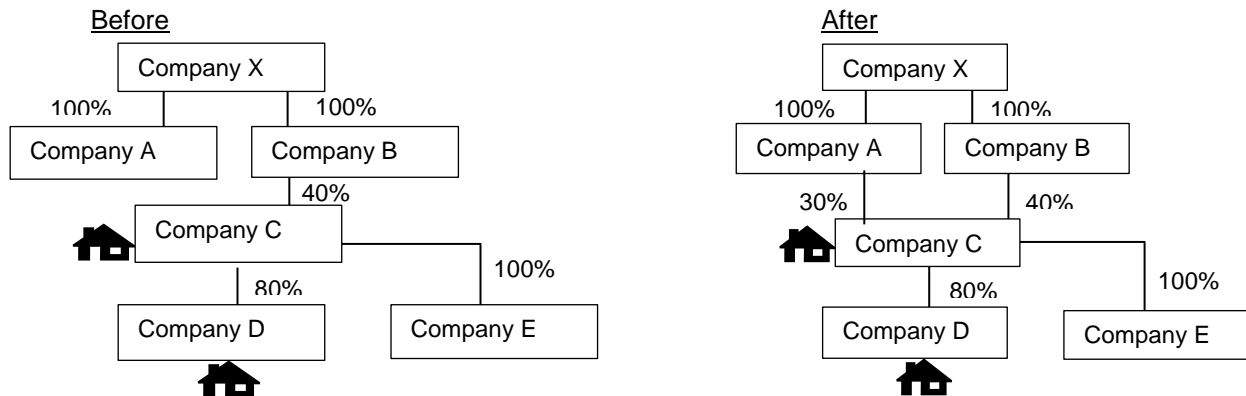 Before
Company X
100%
100%
Company A
Company B
40%
Company C
100%
80%
Company D
Company E
After
Company X
100%
100%
Company A
Company B
30%
40%
Company C
100%
80%
Company D
Company E